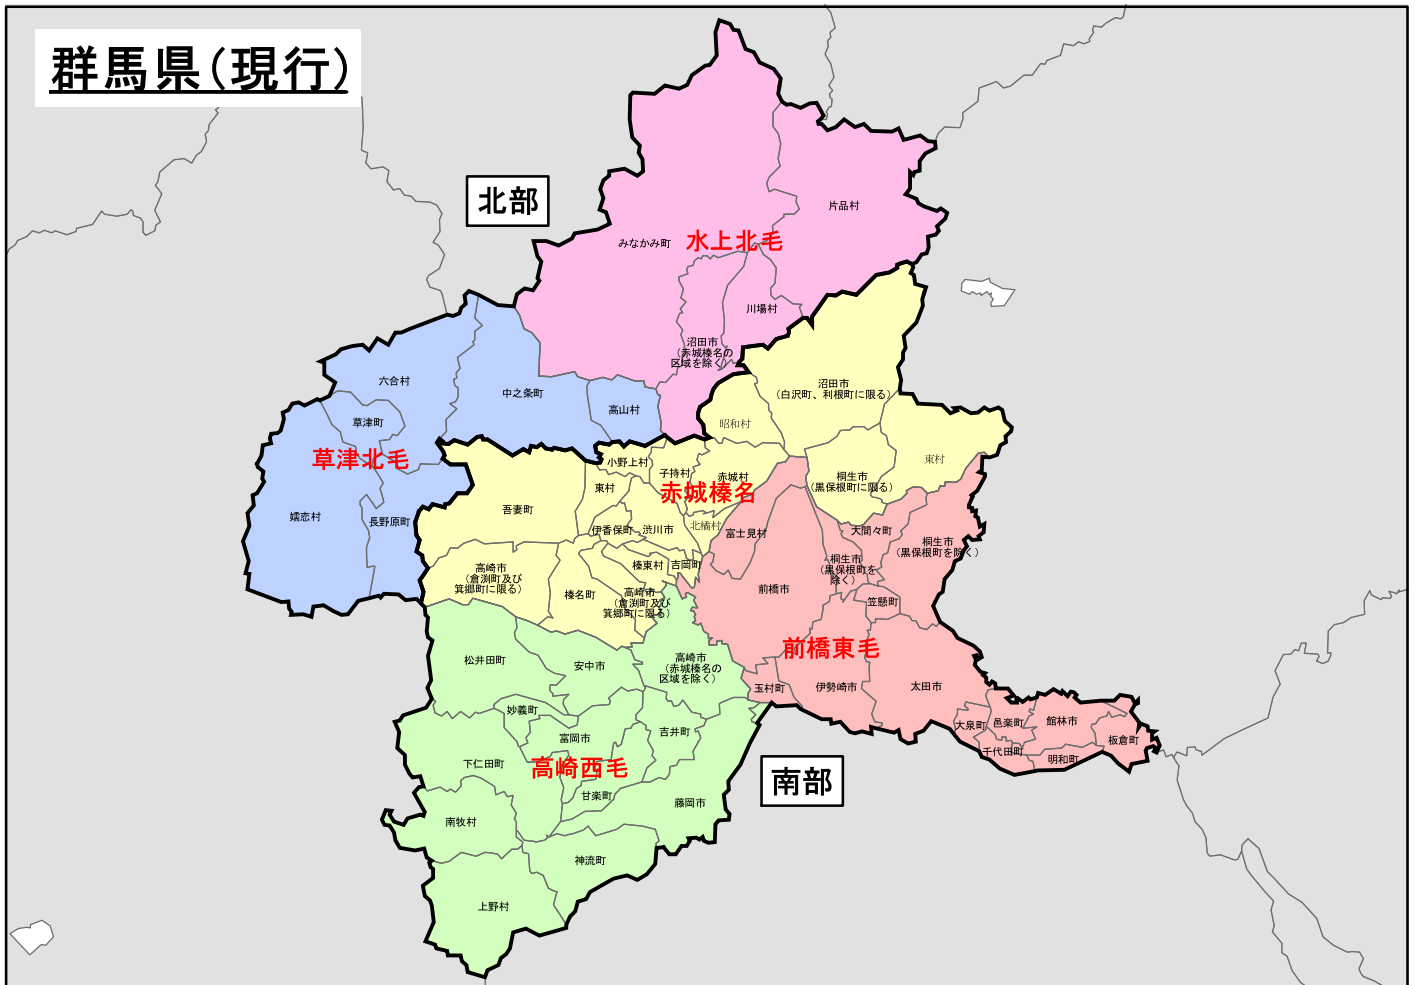 群馬県（現行）
北部
片品村
みなかみ町
水上北毛
川場村
沼田市
（赤城榛名の
区域を除く）
六合村
中之条町
沼田市
（白沢町、利根町に限る）
高山村
草津町
昭和村
草津北毛
小野上村
子持村
赤城村
東村
桐生市
（黒保根町に限る）
東村
赤城榛名
吾妻町
嬬恋村
長野原町
伊香保町
渋川市
北橘村
富士見村
大間々町
桐生市
（黒保根町を除く）
高崎市
（倉渕町及び
箕郷町に限る）
榛東村
吉岡町
桐生市
（黒保根町を
除く）
榛名町
高崎市
（倉渕町及び
箕郷町に限る）
前橋市
笠懸町
前橋東毛
松井田町
安中市
高崎市
（赤城榛名の
区域を除く）
玉村町
伊勢崎市
太田市
妙義町
富岡市
吉井町
大泉町
邑楽町
館林市
板倉町
千代田町
明和町
下仁田町
高崎西毛
南部
甘楽町
藤岡市
南牧村
神流町
上野村